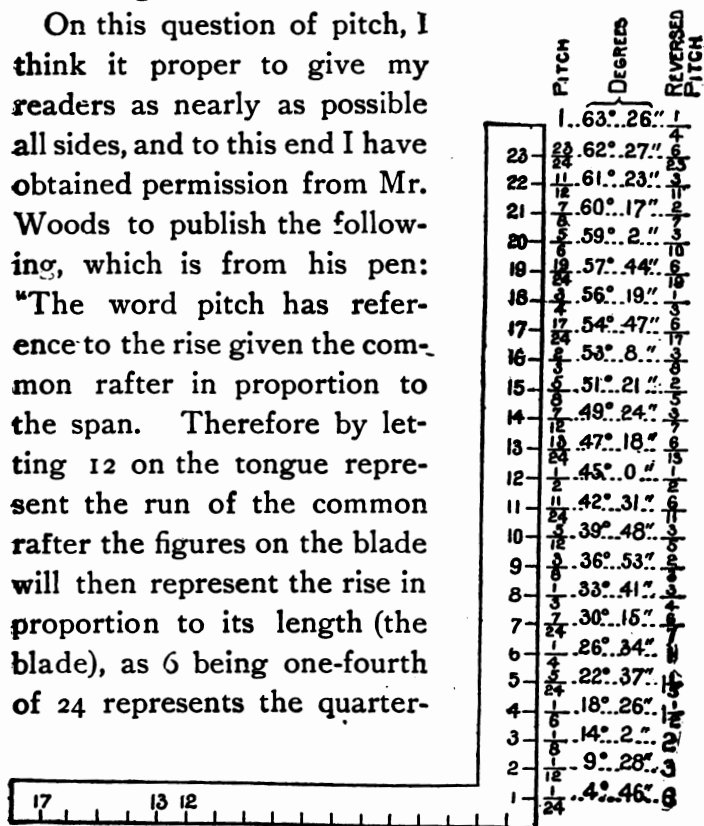 On this question of pitch, I
think it proper to give my
readers as nearly as possible
all sides, and to this end I have
obtained permission from Mr.
Woods to publish the follow-
ing, which is from his pen:
"The word pitch has refer-
ence to the rise given the com-
mon rafter in proportion to
the span. Therefore by let-
ting 12 on the tongue repre-
sent the run of the common
rafter the figures on the blade
will then represent the rise in
proportion to its length (the
blade), as 6 being one-fourth
of 24 represents the quarter-
PITCH DEGREES REVERSED PITCH
1 63° 26" 1/4
23 23/24 62° 27" 6/23
22 11/12 61° 23" 3/11
21 7/8 60° 17" 2/7
20 5/6 59° 2" 3/10
19 19/24 57° 44" 6/19
18 3/4 56° 19" 1/3
17 17/24 54° 47" 6/17
16 2/3 53° 8" 3/8
15 5/8 51° 21" 2/5
14 7/12 49° 24" 3/7
13 13/24 47° 18" 6/13
12 1/2 45° 0" 1/2
11 11/24 42° 31" 6/11
10 5/12 39° 48" 3/5
9 3/8 36° 53"
8 1/3 33° 41" 3/4
7 7/24 30° 15" 6/7
6 1/4 26° 34"
5 5/24 22° 37"
4 1/6 18° 26" 1 1/2
3 1/8 14° 2" 2
2 1/12 9° 28" 3
1 1/24 4° 46" 6
17 13 12